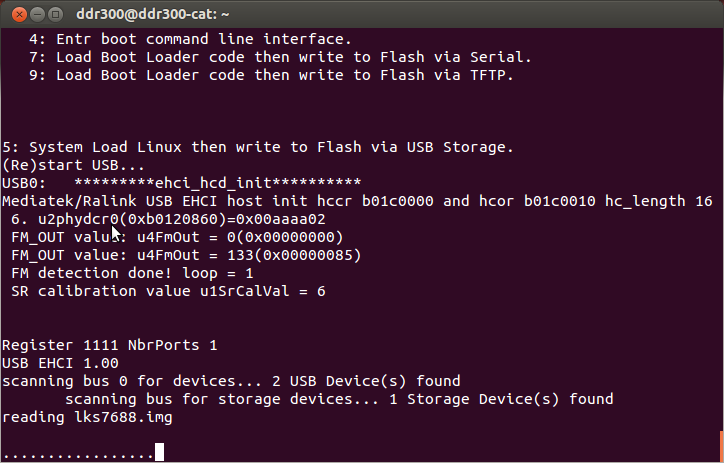 ddr300@ddr300-cat: ~
4: Entr boot command line interface.
7: Load Boot Loader code then write to Flash via Serial.
9: Load Boot Loader code then write to Flash via TFTP.
5: System Load Linux then write to Flash via USB Storage.
(Re)start USB...
USB0:   *********ehci_hcd_init**********
Mediatek/Ralink USB EHCI host init hccr b01c0000 and hcor b01c0010 hc_length 16
6. u2phydcr0(0xb0120860)=0x00aaaa02
FM_OUT value: u4FmOut = 0(0x00000000)
FM_OUT value: u4FmOut = 133(0x00000085)
FM detection done! loop = 1
SR calibration value u1SrCalVal = 6
Register 1111 NbrPorts 1
USB EHCI 1.00
scanning bus 0 for devices... 2 USB Device(s) found
scanning bus for storage devices... 1 Storage Device(s) found
reading lks7688.img
.................